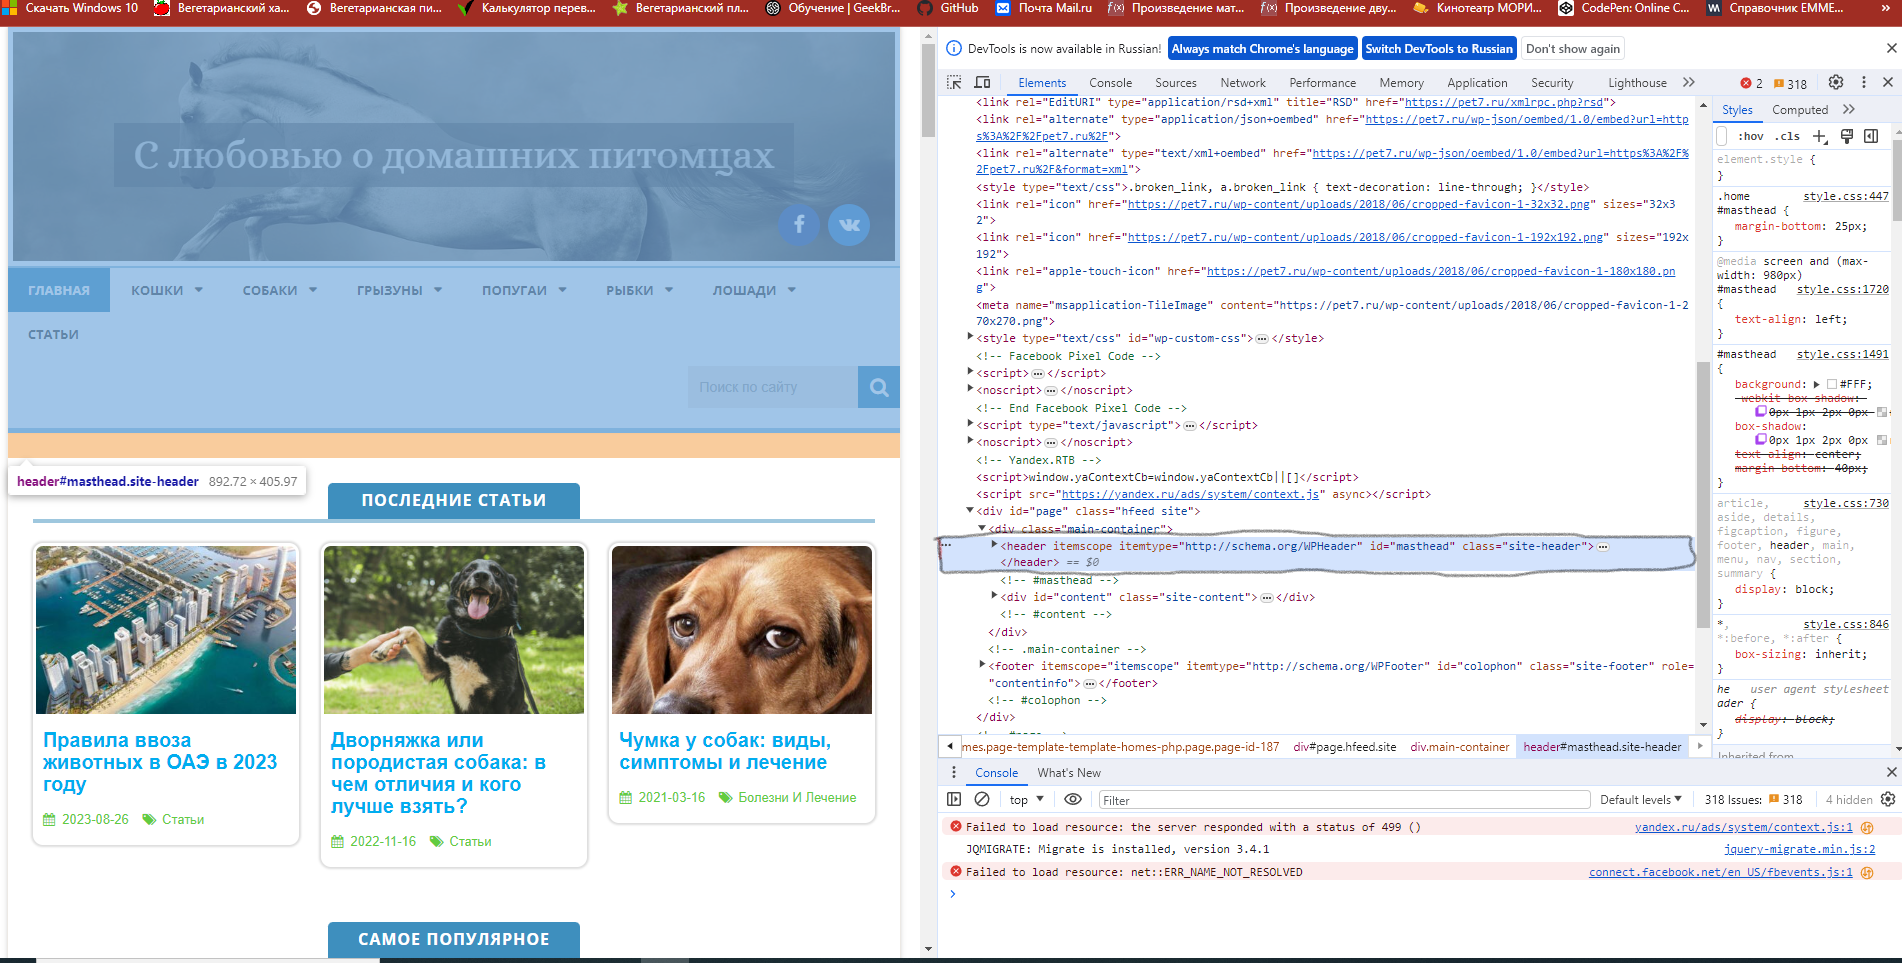 Скачать Windows 10
Вегетарианский ха...
Вегетарианская пи...
Калькулятор перев...
Вегетарианский пл...
Обучение | GeekBr...
GitHub
Почта Mail.ru
Произведение мат...
Произведение дву...
Кинотеатр МОРИ...
CodePen: Online C...
Справочник EMME...
»
С любовью о домашних питомцах
ГЛАВНАЯ КОШКИ СОБАКИ ГРЫЗУНЫ ПОПУГАИ РЫБКИ ЛОШАДИ
СТАТЬИ
Поиск по сайту
header#masthead.site-header 892.72 × 405.97
ПОСЛЕДНИЕ СТАТЬИ
Правила ввоза
животных в ОАЭ в 2023
году
2023-08-26 Статьи
Дворняжка или
породистая собака: в
чем отличия и кого
лучше взять?
2022-11-16 Статьи
Чумка у собак: виды,
симптомы и лечение
2021-03-16 Болезни И Лечение
САМОЕ ПОПУЛЯРНОЕ
DevTools is now available in Russian! Always match Chrome's language Switch DevTools to Russian Don't show again
Elements Console Sources Network Performance Memory Application Security Lighthouse » 2 318
<link rel="EditURI" type="application/rsd+xml" title="RSD" href="https://pet7.ru/xmlrpc.php?rsd">
<link rel="alternate" type="application/json+oembed" href="https://pet7.ru/wp-json/oembed/1.0/embed?url=http
s%3A%2F%2Fpet7.ru%2F">
<link rel="alternate" type="text/xml+oembed" href="https://pet7.ru/wp-json/oembed/1.0/embed?url=https%3A%2F%
2Fpet7.ru%2F&format=xml">
<style type="text/css">.broken_link, a.broken_link { text-decoration: line-through; }</style>
<link rel="icon" href="https://pet7.ru/wp-content/uploads/2018/06/cropped-favicon-1-32x32.png" sizes="32x3
2">
<link rel="icon" href="https://pet7.ru/wp-content/uploads/2018/06/cropped-favicon-1-192x192.png" sizes="192x
192">
<link rel="apple-touch-icon" href="https://pet7.ru/wp-content/uploads/2018/06/cropped-favicon-1-180x180.pn
g">
<meta name="msapplication-TileImage" content="https://pet7.ru/wp-content/uploads/2018/06/cropped-favicon-1-2
70x270.png">
<style type="text/css" id="wp-custom-css">…</style>
<!-- Facebook Pixel Code -->
<script>…</script>
<noscript>…</noscript>
<!-- End Facebook Pixel Code -->
<script type="text/javascript">…</script>
<noscript>…</noscript>
<!-- Yandex.RTB -->
<script>window.yaContextCb=window.yaContextCb||[]</script>
<script src="https://yandex.ru/ads/system/context.js" async></script>
<div id="page" class="hfeed site">
<div class="main-container">
<header itemscope itemtype="http://schema.org/WPHeader" id="masthead" class="site-header">…
</header> == $0
<!-- #masthead -->
<div id="content" class="site-content">…</div>
<!-- #content -->
</div>
<!-- .main-container -->
<footer itemscope="itemscope" itemtype="http://schema.org/WPFooter" id="colophon" class="site-footer" role=
"contentinfo">…</footer>
<!-- #colophon -->
</div>
mes.page-template-template-homes-php.page.page-id-187 div#page.hfeed.site div.main-container header#masthead.site-header
Styles Computed »
:hov .cls
element.style {
}
.home style.css:447
#masthead {
margin-bottom: 25px;
}
@media screen and (max-
width: 980px)
#masthead style.css:1720
{
text-align: left;
}
#masthead style.css:1491
{
background: #FFF;
-webkit-box-shadow:
0px 1px 2px 0px
box-shadow:
0px 1px 2px 0px
text-align: center;
margin-bottom: 40px;
}
article, style.css:730
aside, details,
figcaption, figure,
footer, header, main,
menu, nav, section,
summary {
display: block;
}
*, style.css:846
*:before, *:after {
box-sizing: inherit;
}
he user agent stylesheet
ader {
display: block;
}
Inherited from
Console What's New
top Filter Default levels 318 Issues: 318 4 hidden
Failed to load resource: the server responded with a status of 499 () yandex.ru/ads/system/context.js:1
JQMIGRATE: Migrate is installed, version 3.4.1 jquery-migrate.min.js:2
Failed to load resource: net::ERR_NAME_NOT_RESOLVED connect.facebook.net/en_US/fbevents.js:1